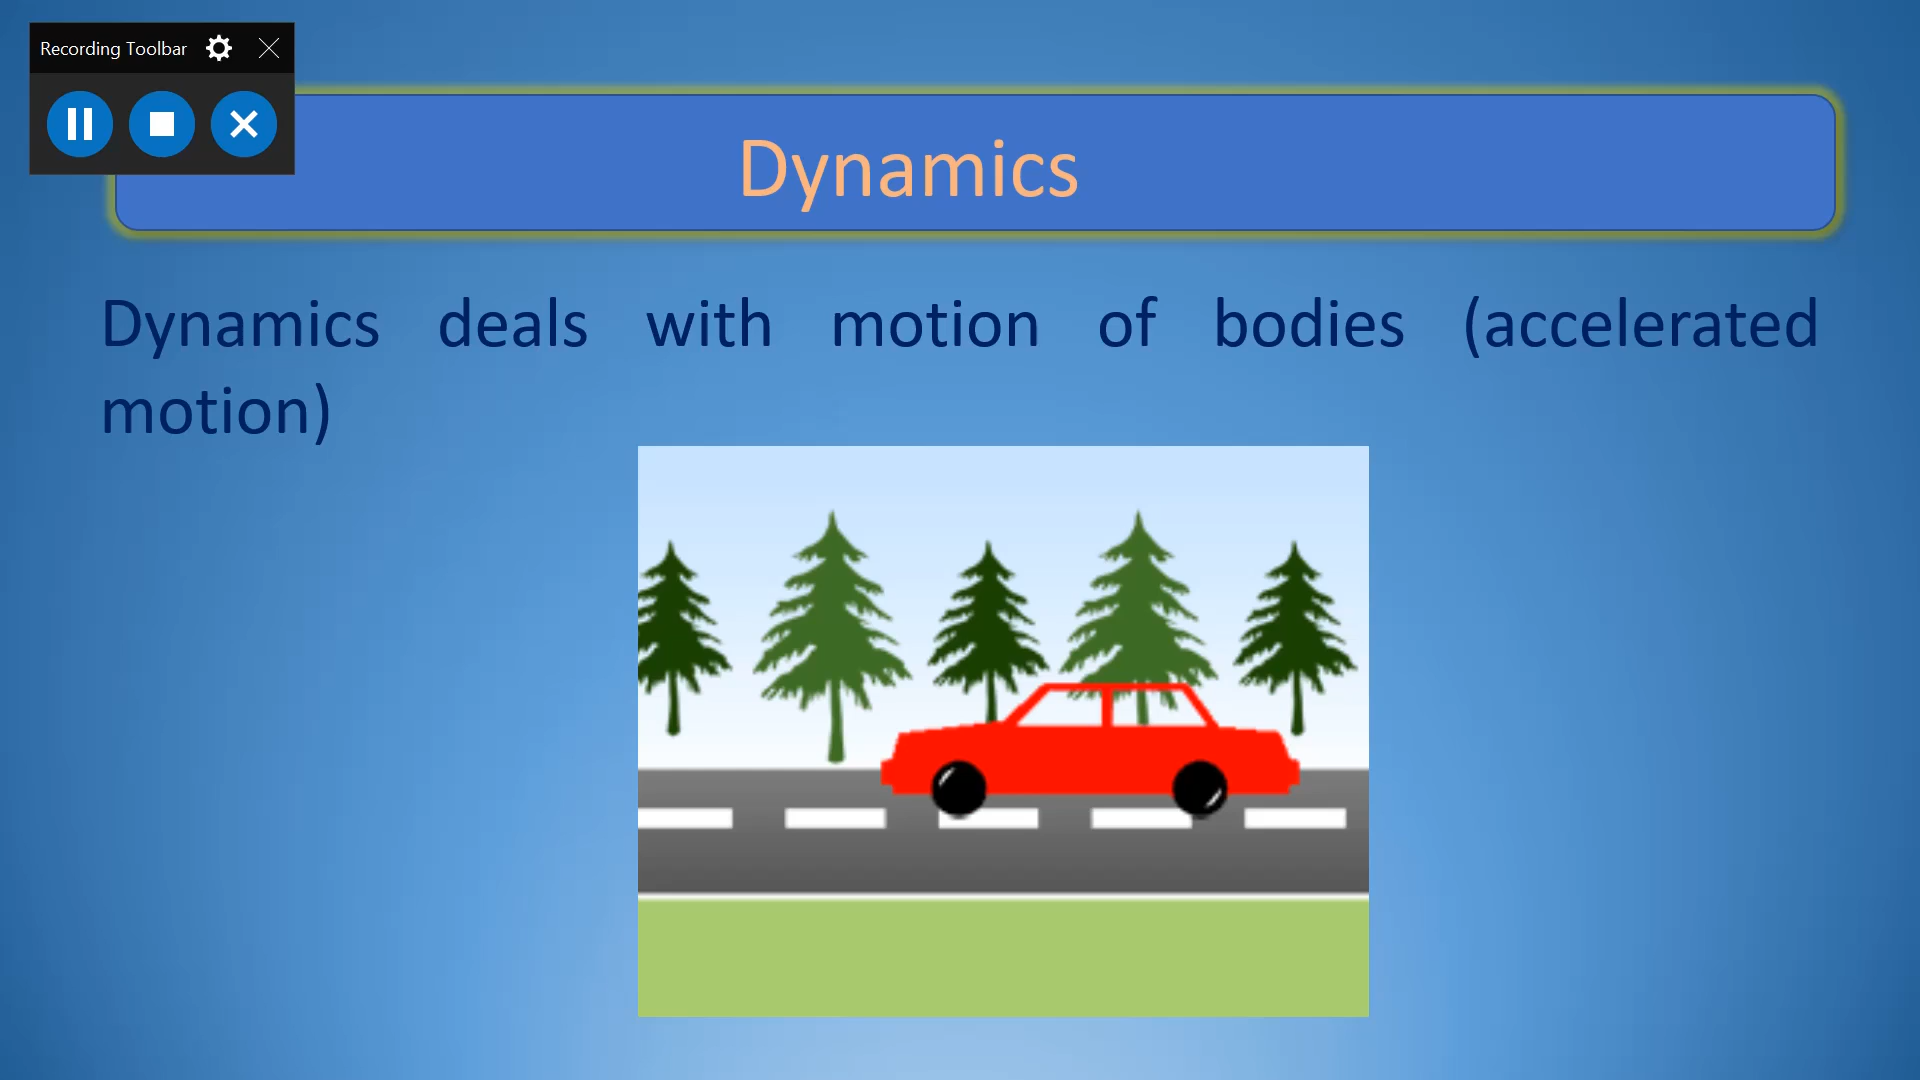 Recording Toolbar
Dynamics
Dynamics deals with motion of bodies (accelerated
motion)